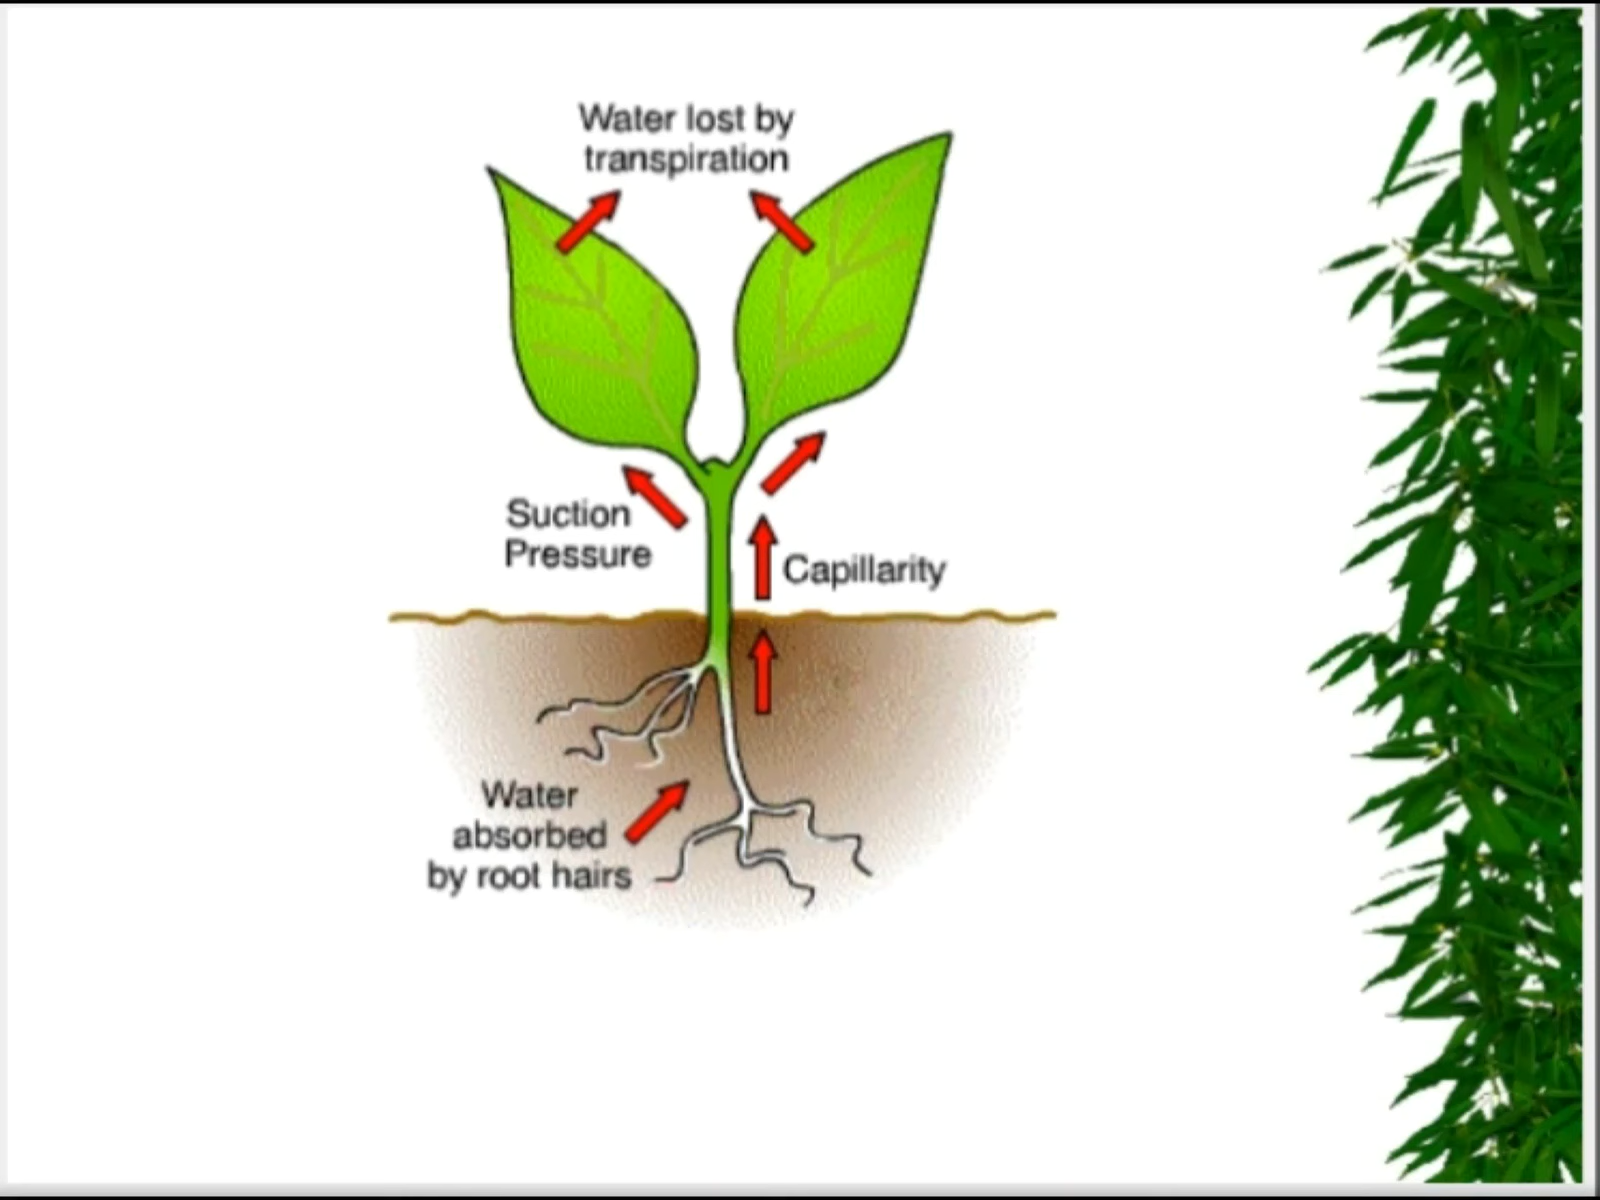 Water lost by
transpiration
Suction
Pressure
Capillarity
Water
absorbed
by root hairs